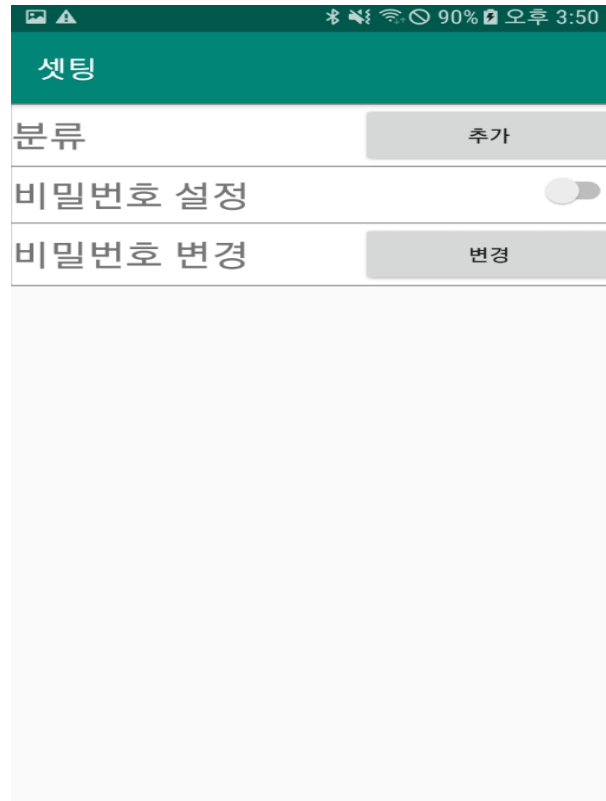 90% 오후 3:50
셋팅
분류 추가
비밀번호 설정
비밀번호 변경 변경